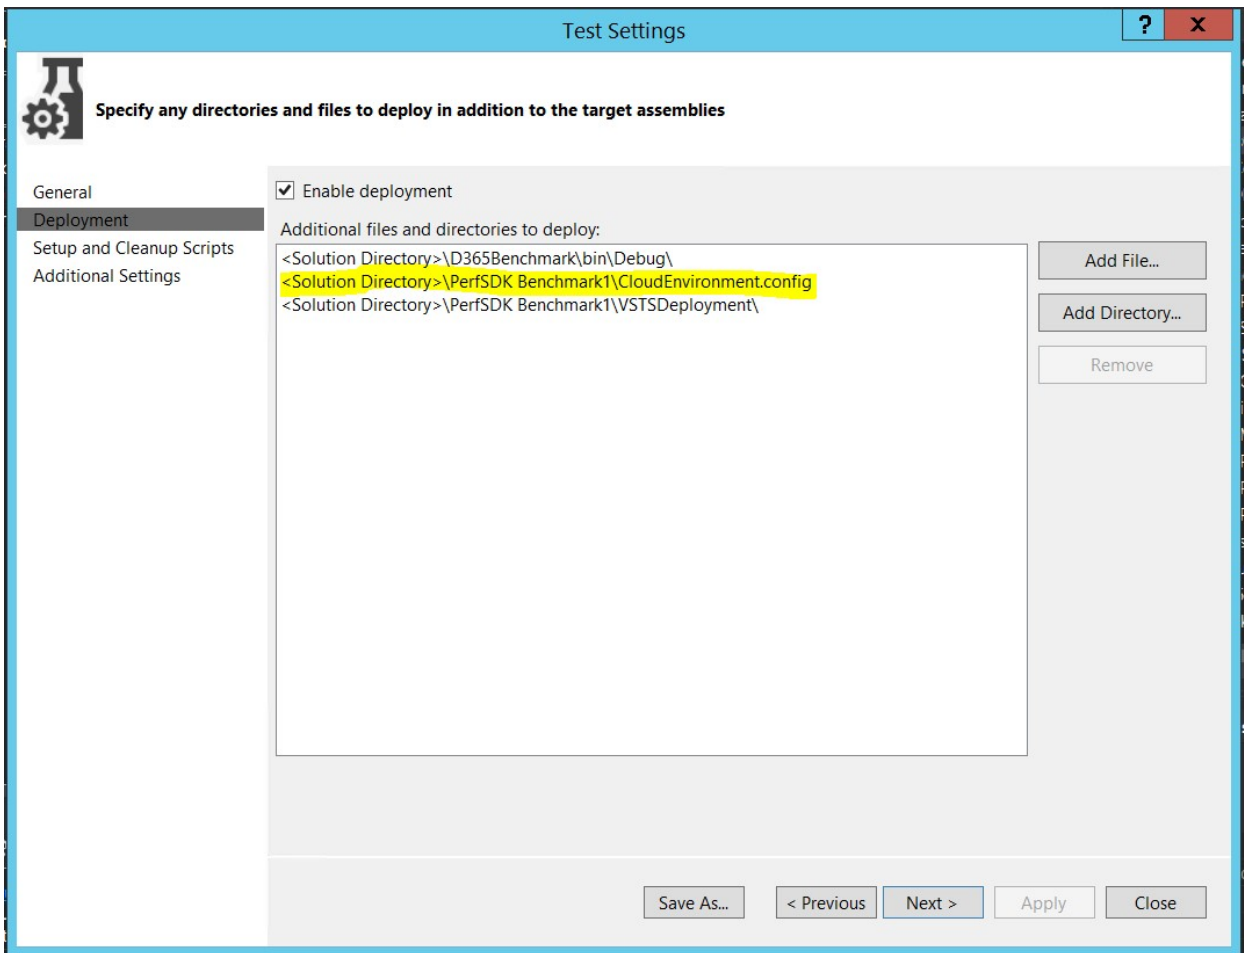 Test Settings
?
X
Specify any directories and files to deploy in addition to the target assemblies
General
Deployment
Setup and Cleanup Scripts
Additional Settings
Enable deployment
Additional files and directories to deploy:
<Solution Directory>\D365Benchmark\bin\Debug\
<Solution Directory>\PerfSDK Benchmark1\CloudEnvironment.config
<Solution Directory>\PerfSDK Benchmark1\VSTSDeployment\
Add File...
Add Directory...
Remove
Save As...
< Previous
Next >
Apply
Close